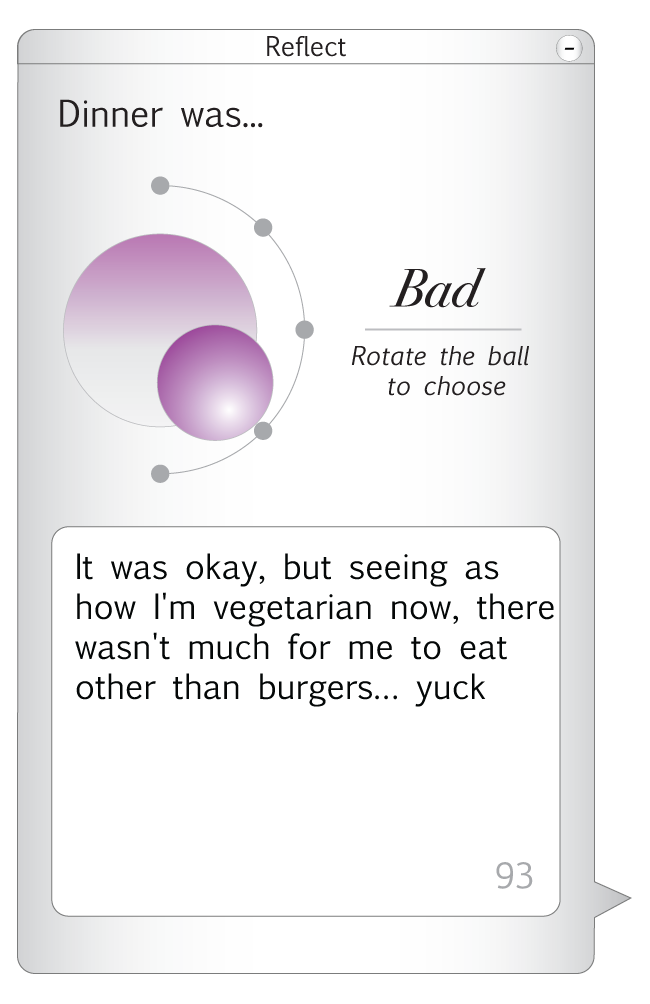 Reflect
-
Dinner was...
Bad
Rotate the ball
to choose
It was okay, but seeing as
how I'm vegetarian now, there
wasn't much for me to eat
other than burgers... yuck
93